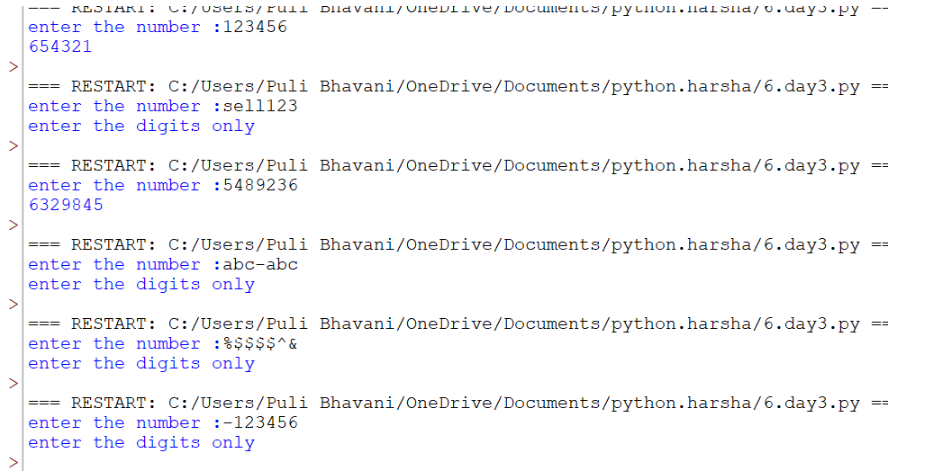 === RESTART: C:/Users/Puli Bhavani/OneDrive/Documents/python.harsha/6.day3.py ==
enter the number :123456
654321
>
=== RESTART: C:/Users/Puli Bhavani/OneDrive/Documents/python.harsha/6.day3.py ==
enter the number :sell123
enter the digits only
>
=== RESTART: C:/Users/Puli Bhavani/OneDrive/Documents/python.harsha/6.day3.py ==
enter the number :5489236
6329845
>
=== RESTART: C:/Users/Puli Bhavani/OneDrive/Documents/python.harsha/6.day3.py ==
enter the number :abc-abc
enter the digits only
>
=== RESTART: C:/Users/Puli Bhavani/OneDrive/Documents/python.harsha/6.day3.py ==
enter the number :%$$$$^&
enter the digits only
>
=== RESTART: C:/Users/Puli Bhavani/OneDrive/Documents/python.harsha/6.day3.py ==
enter the number :-123456
enter the digits only
>